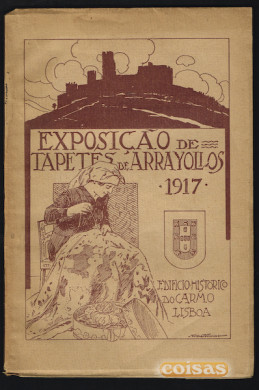 EXPOSIÇÃO DE
TAPETES DE ARRAYOLLOS
· 1917 ·
EDIFICIO HISTORICO
DO CARMO
LISBOA
coisas